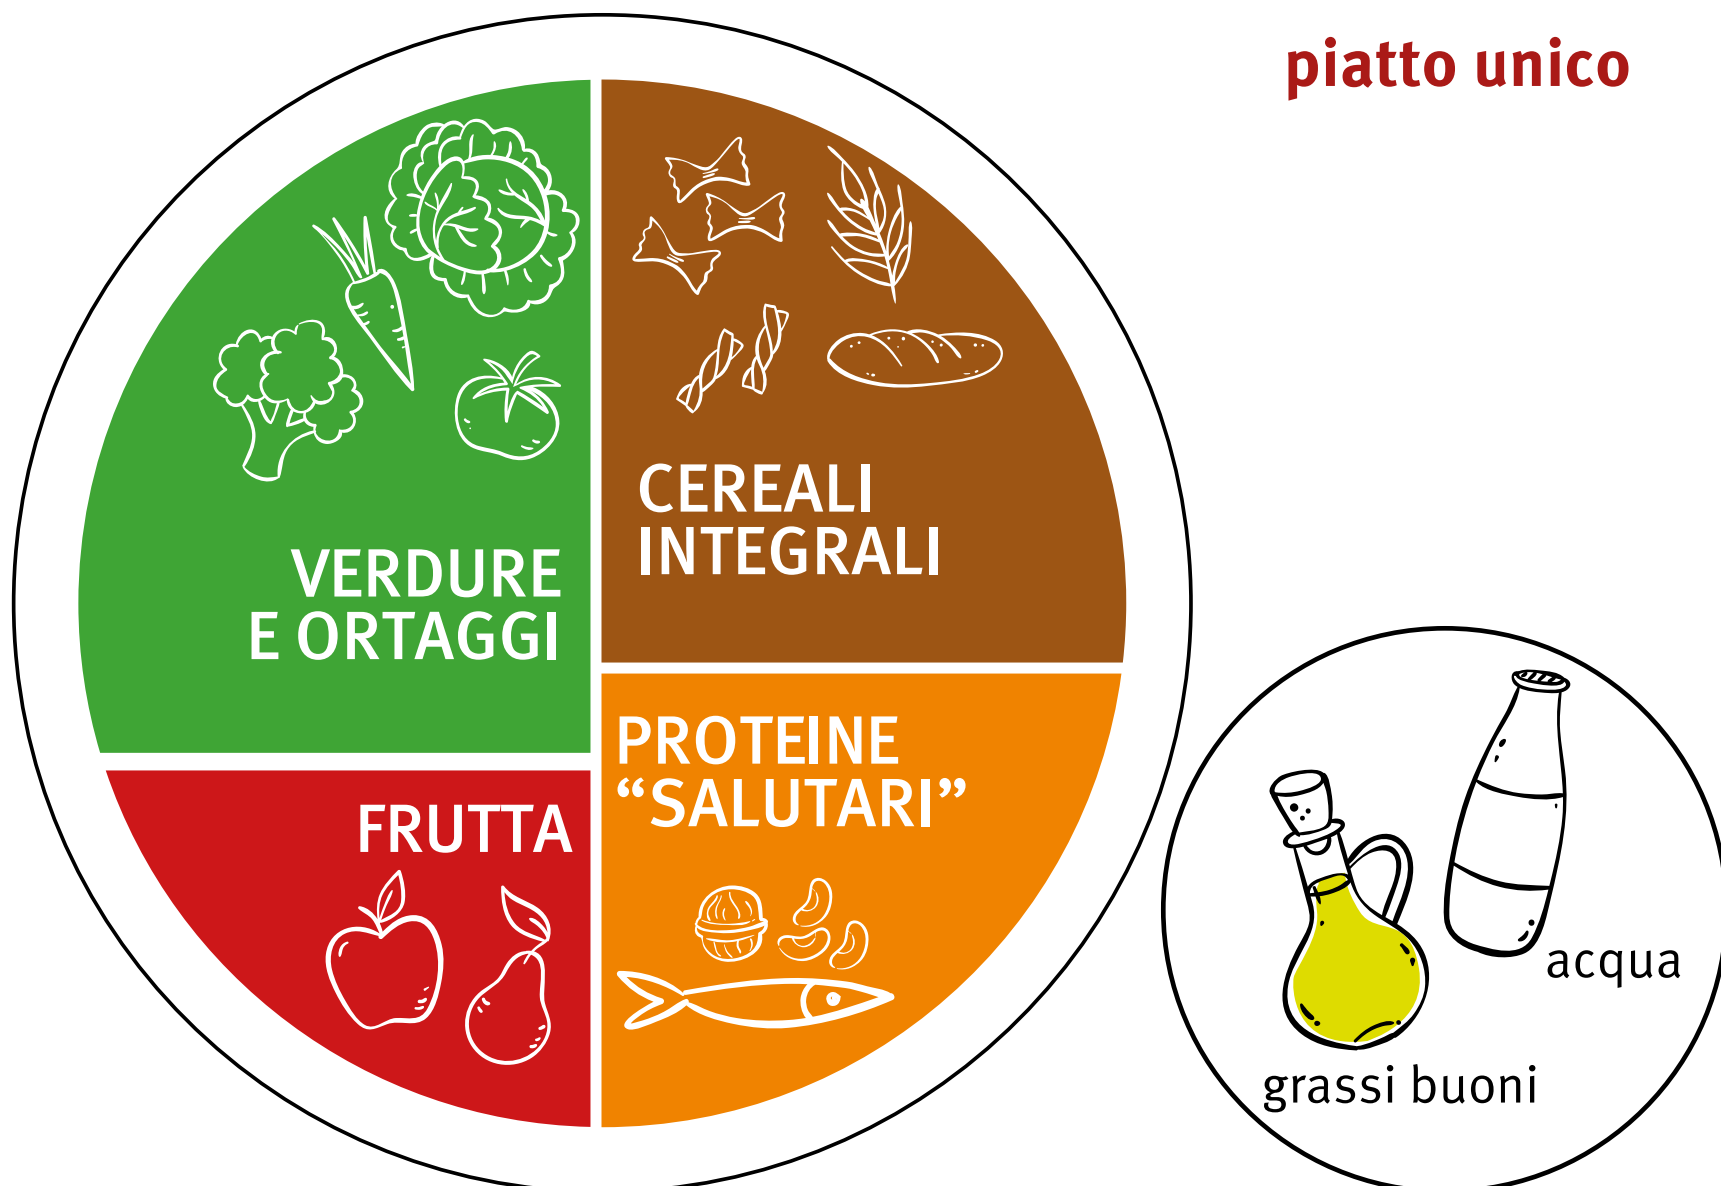 piatto unico
VERDURE
E ORTAGGI
CEREALI
INTEGRALI
FRUTTA
PROTEINE
“SALUTARI”
acqua
grassi buoni